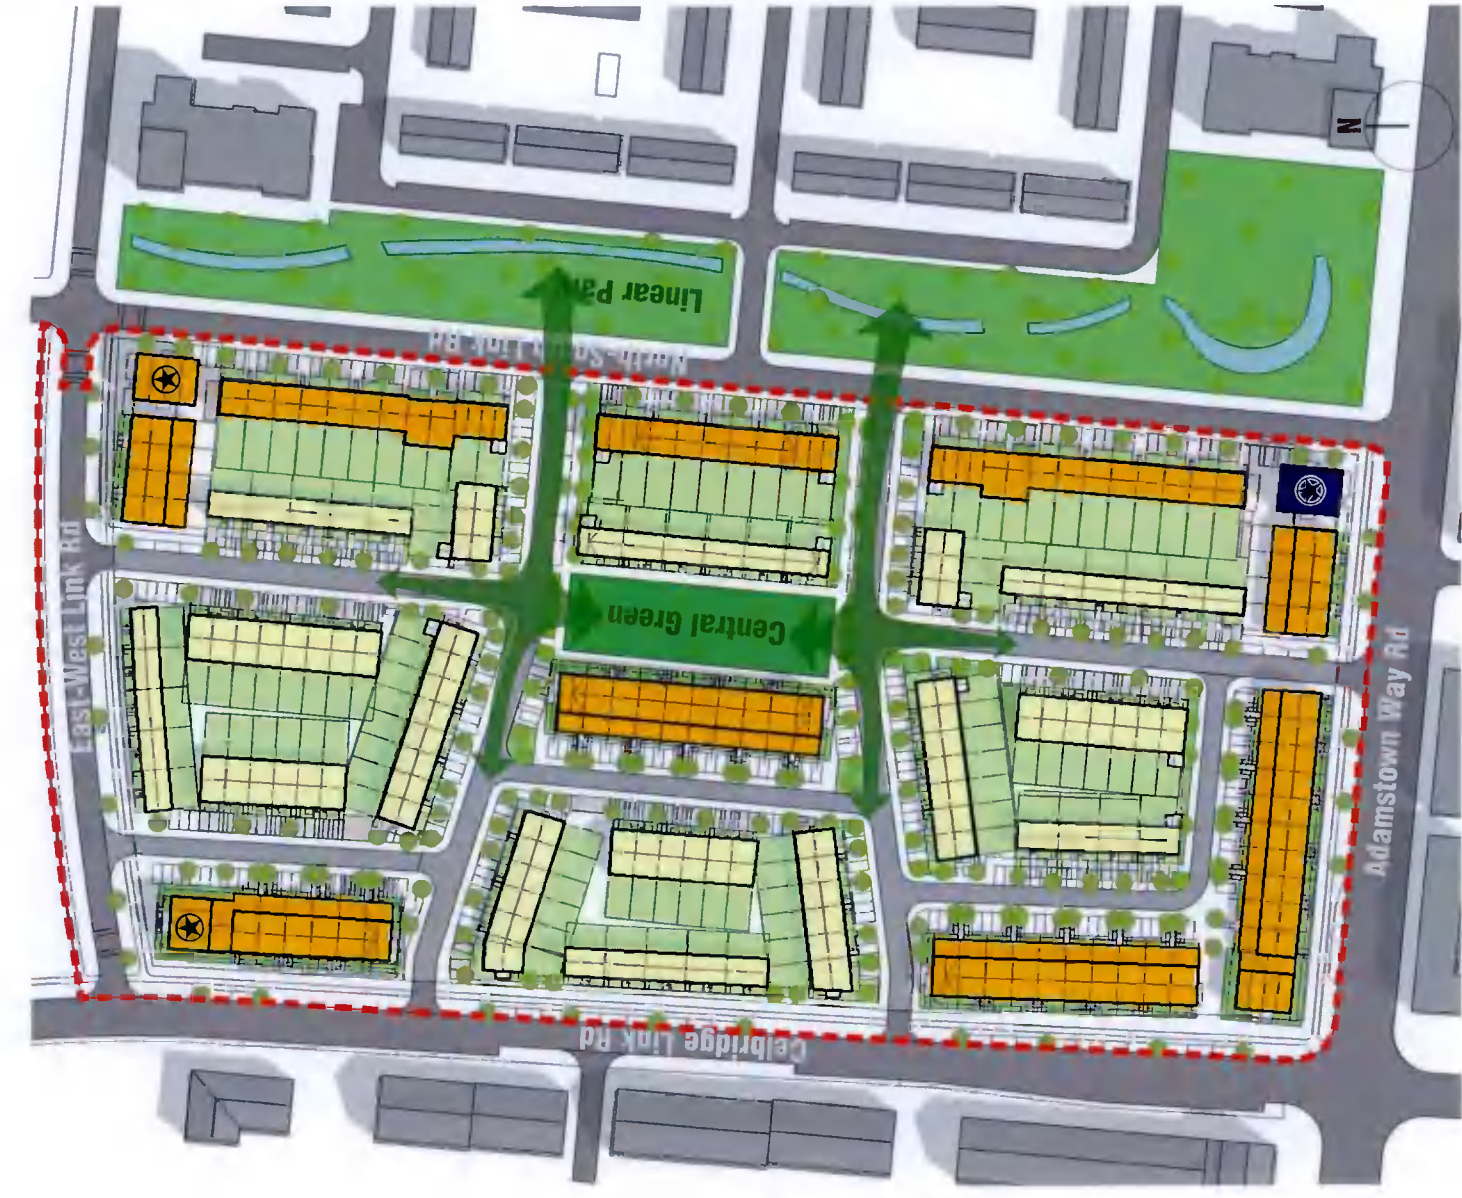 N
Linear Park
North-South Link Rd
Central Green
East-West Link Rd
Adamstown Way Rd
Celbridge Link Rd